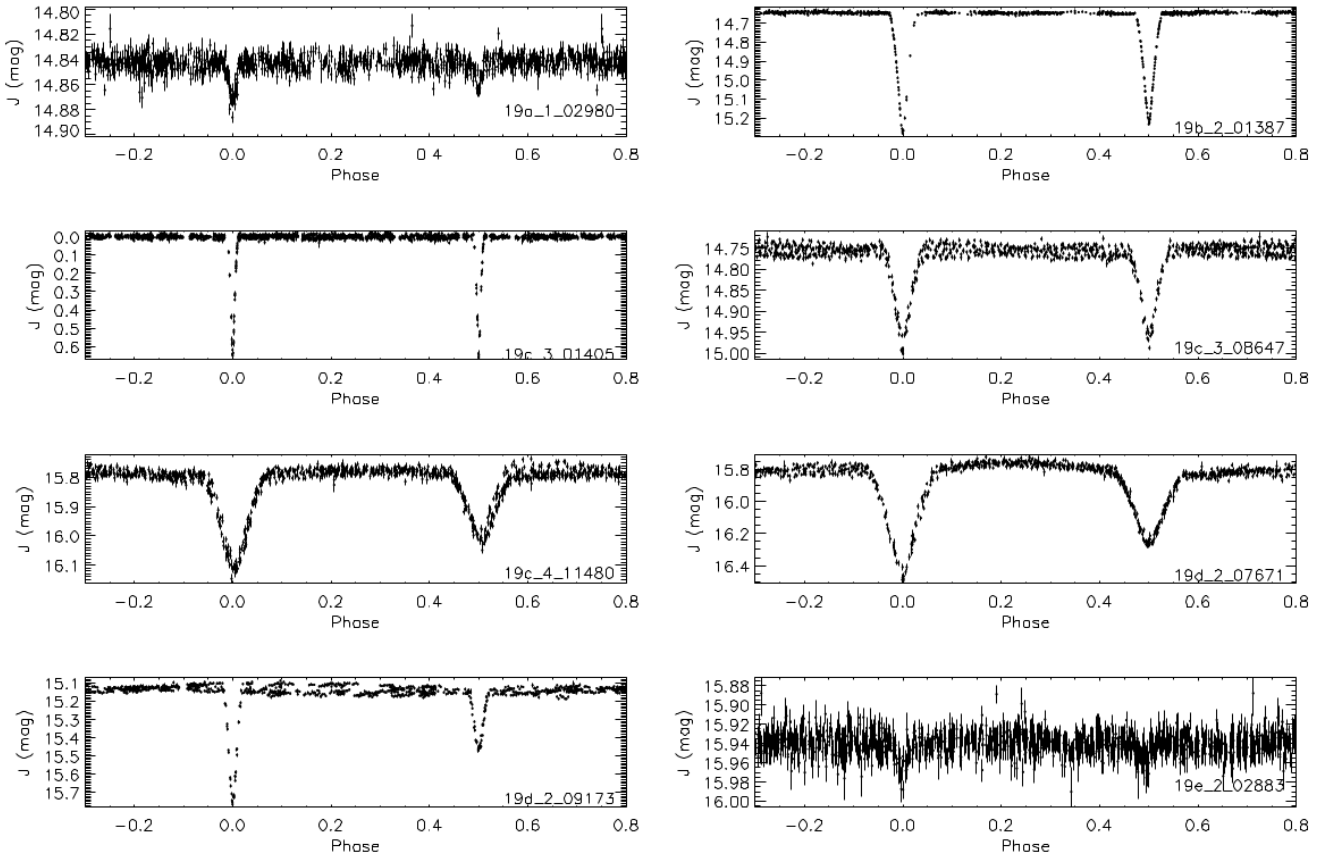 14.80
14.82
14.84
14.86
14.88
14.90
J (mag)
19a_1_02980
-0.2 0.0 0.2 0.4 0.6 0.8
Phase
14.7
14.8
14.9
15.0
15.1
15.2
J (mag)
19b_2_01387
-0.2 0.0 0.2 0.4 0.6 0.8
Phase
0.0
0.1
0.2
0.3
0.4
0.5
0.6
J (mag)
19c_3_01405
-0.2 0.0 0.2 0.4 0.6 0.8
Phase
14.75
14.80
14.85
14.90
14.95
15.00
J (mag)
19c_3_08647
-0.2 0.0 0.2 0.4 0.6 0.8
Phase
15.8
15.9
16.0
16.1
J (mag)
19c_4_11480
-0.2 0.0 0.2 0.4 0.6 0.8
Phase
15.8
16.0
16.2
16.4
J (mag)
19d_2_07671
-0.2 0.0 0.2 0.4 0.6 0.8
Phase
15.1
15.2
15.3
15.4
15.5
15.6
15.7
J (mag)
19d_2_09173
-0.2 0.0 0.2 0.4 0.6 0.8
Phase
15.88
15.90
15.92
15.94
15.96
15.98
16.00
J (mag)
19e_2_02883
-0.2 0.0 0.2 0.4 0.6 0.8
Phase